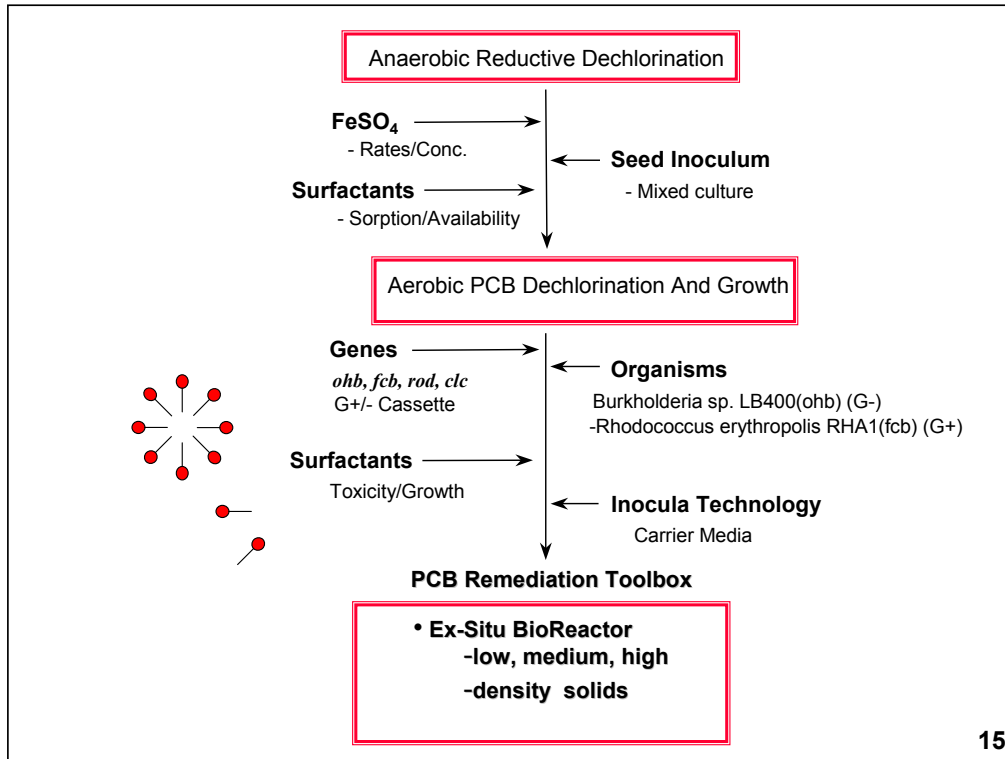 Anaerobic Reductive Dechlorination
FeSO₄
- Rates/Conc.
Seed Inoculum
- Mixed culture
Surfactants
- Sorption/Availability
Aerobic PCB Dechlorination And Growth
Genes
ohb, fcb, rod, clc
G+/- Cassette
Organisms
Burkholderia sp. LB400(ohb) (G-)
-Rhodococcus erythropolis RHA1(fcb) (G+)
Surfactants
Toxicity/Growth
Inocula Technology
Carrier Media
PCB Remediation Toolbox
• Ex-Situ BioReactor
-low, medium, high
-density solids
15